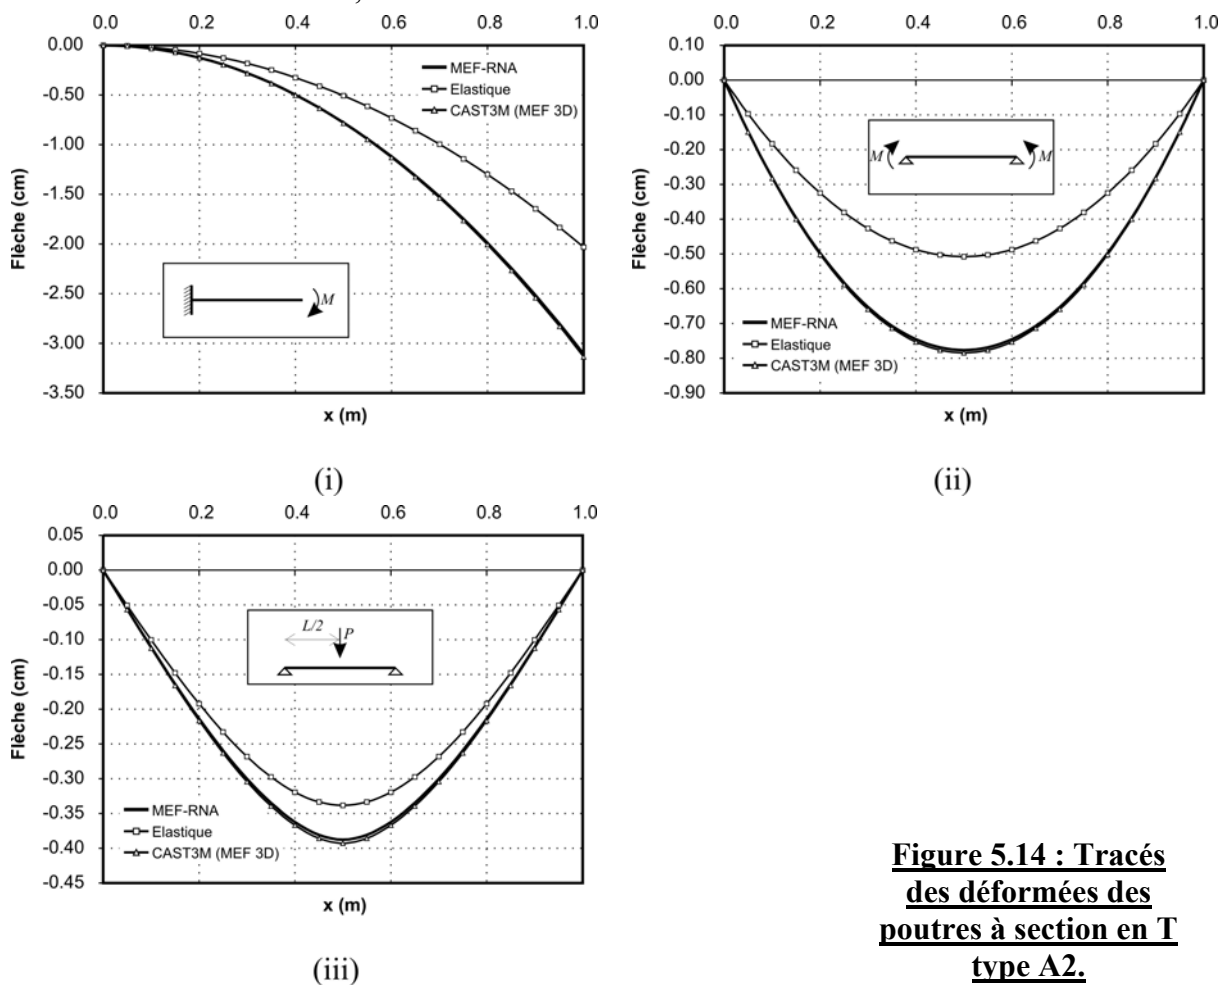 0.0 0.2 0.4 0.6 0.8 1.0
0.00
-0.50
-1.00
-1.50
-2.00
-2.50
-3.00
-3.50
Flèche (cm)
MEF-RNA
Elastique
CAST3M (MEF 3D)
M
x (m)
(i)
0.0 0.2 0.4 0.6 0.8 1.0
0.10
0.00
-0.10
-0.20
-0.30
-0.40
-0.50
-0.60
-0.70
-0.80
-0.90
Flèche (cm)
M M
MEF-RNA
Elastique
CAST3M (MEF 3D)
x (m)
(ii)
0.0 0.2 0.4 0.6 0.8 1.0
0.05
0.00
-0.05
-0.10
-0.15
-0.20
-0.25
-0.30
-0.35
-0.40
-0.45
Flèche (cm)
L/2 P
MEF-RNA
Elastique
CAST3M (MEF 3D)
x (m)
(iii)
Figure 5.14 : Tracés
des déformées des
poutres à section en T
type A2.